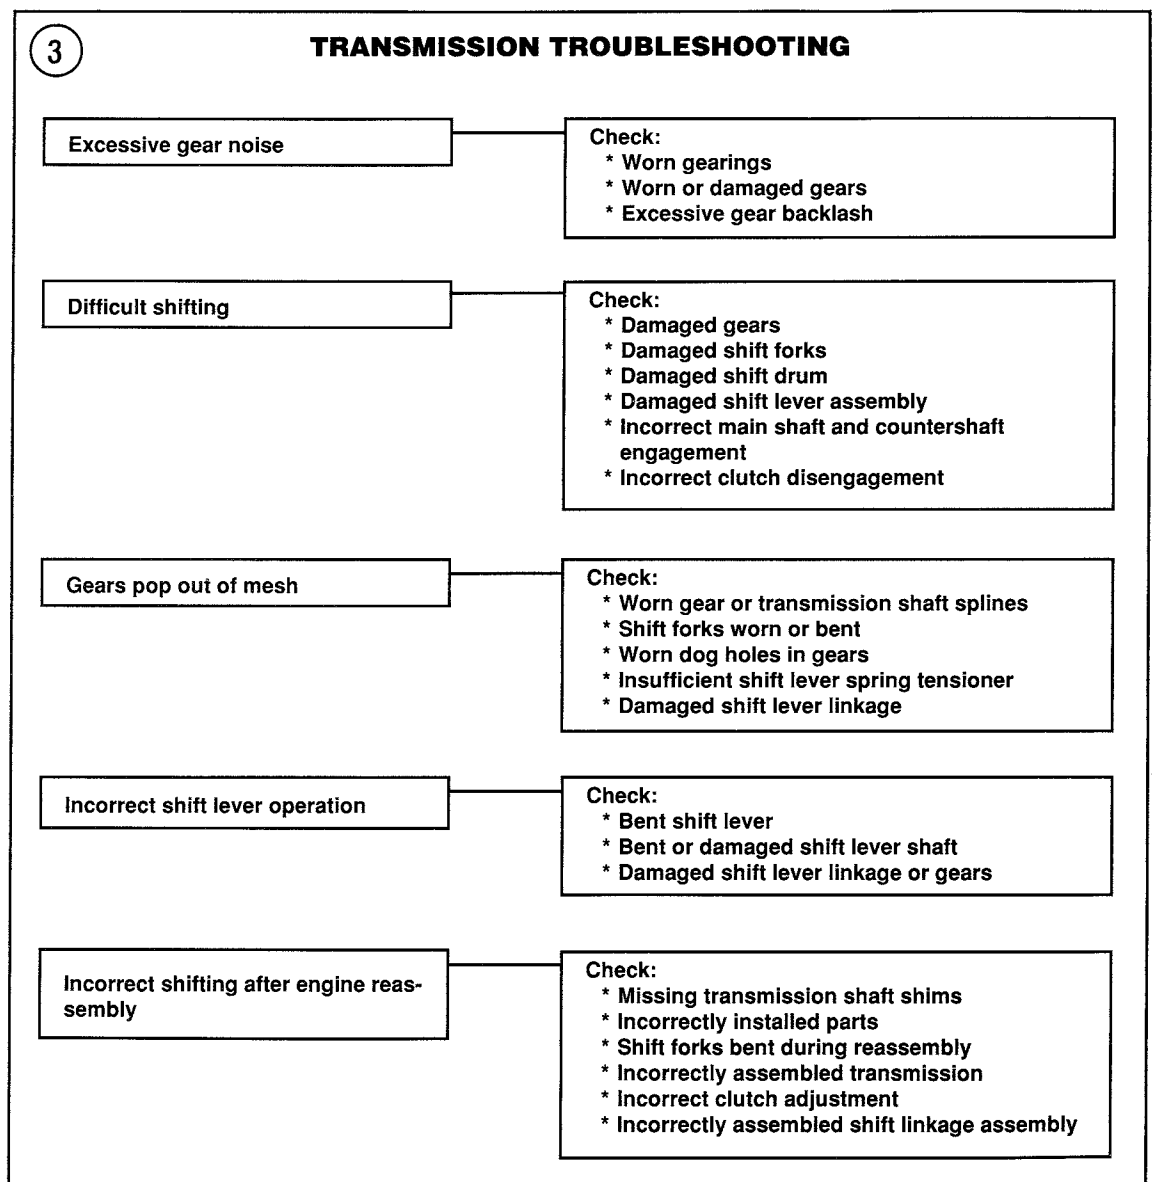 3
TRANSMISSION TROUBLESHOOTING
Excessive gear noise
Check:
* Worn gearings
* Worn or damaged gears
* Excessive gear backlash
Difficult shifting
Check:
* Damaged gears
* Damaged shift forks
* Damaged shift drum
* Damaged shift lever assembly
* Incorrect main shaft and countershaft
engagement
* Incorrect clutch disengagement
Gears pop out of mesh
Check:
* Worn gear or transmission shaft splines
* Shift forks worn or bent
* Worn dog holes in gears
* Insufficient shift lever spring tensioner
* Damaged shift lever linkage
Incorrect shift lever operation
Check:
* Bent shift lever
* Bent or damaged shift lever shaft
* Damaged shift lever linkage or gears
Incorrect shifting after engine reas-
sembly
Check:
* Missing transmission shaft shims
* Incorrectly installed parts
* Shift forks bent during reassembly
* Incorrectly assembled transmission
* Incorrect clutch adjustment
* Incorrectly assembled shift linkage assembly